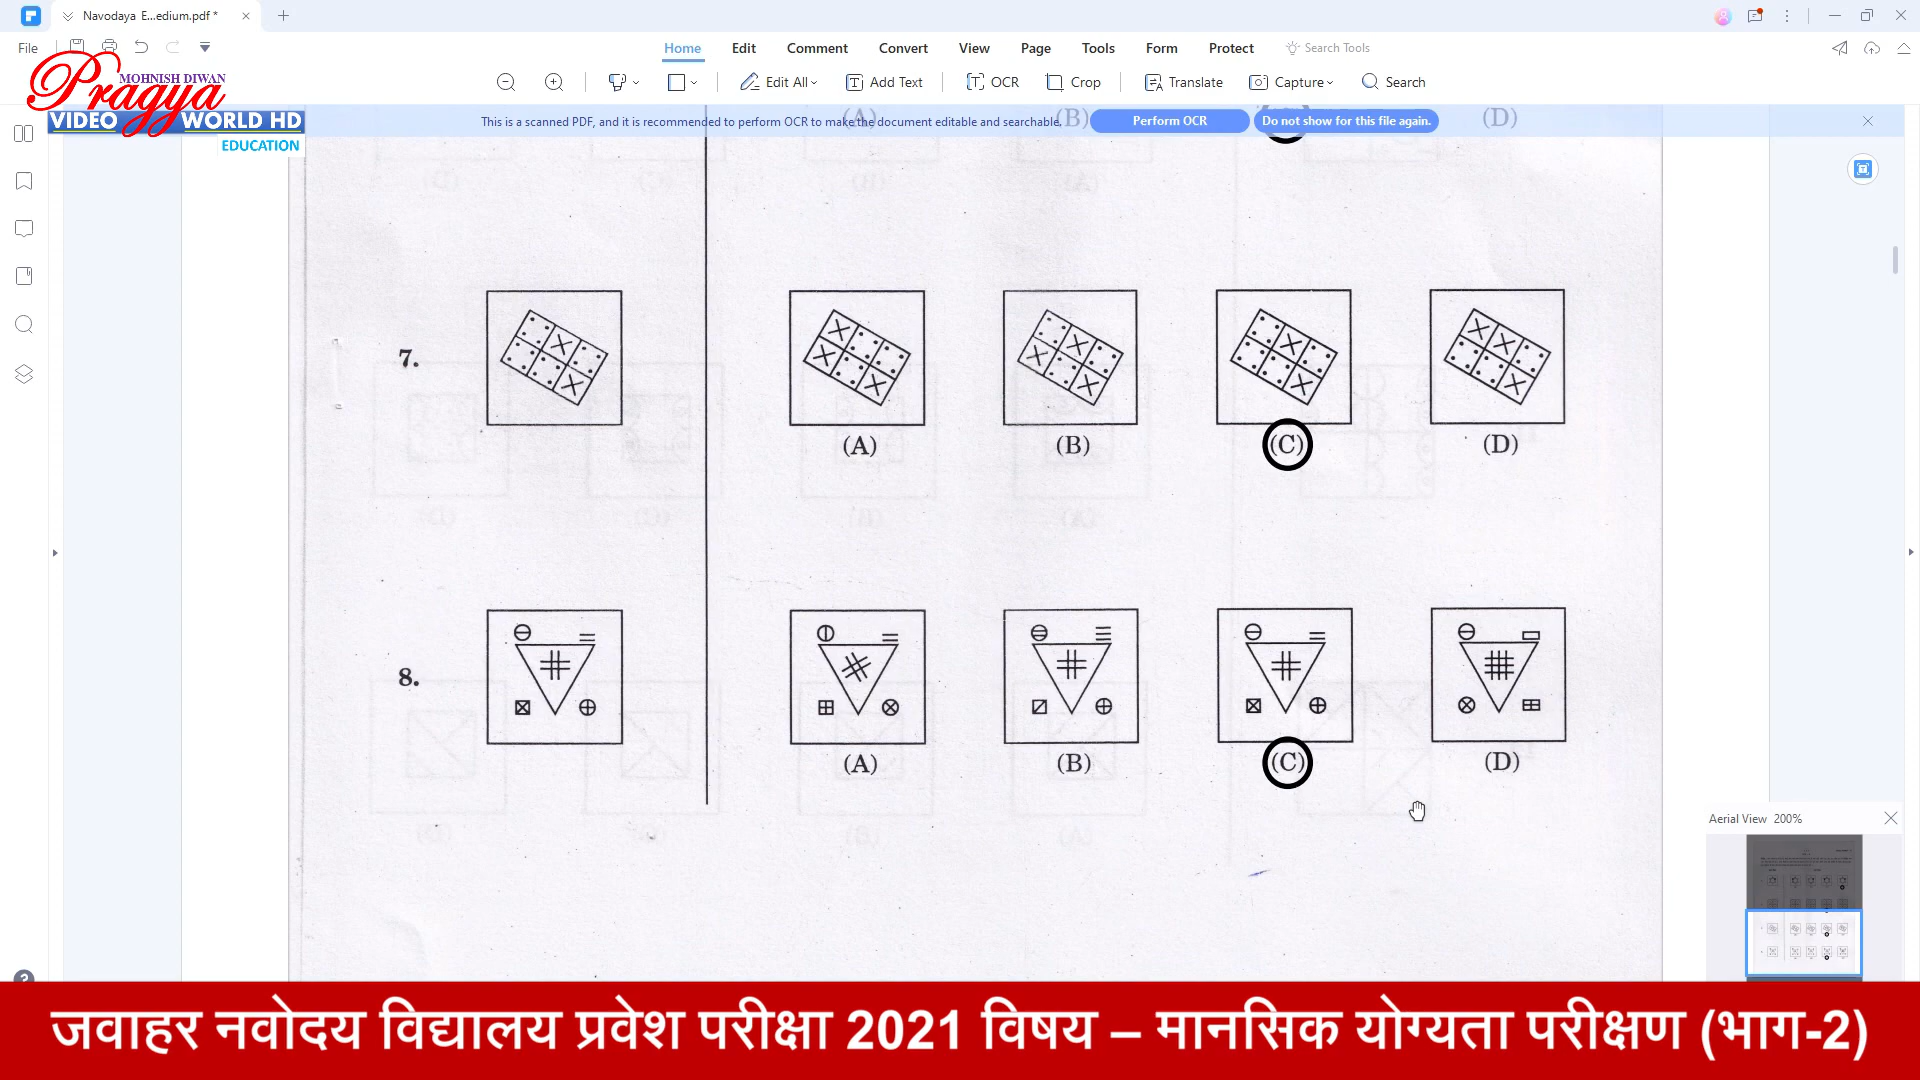 Navodaya E...edium.pdf *
File
Home Edit Comment Convert View Page Tools Form Protect Search Tools
Edit All Add Text OCR Crop Translate Capture Search
Pragya
MOHNISH DIWAN
VIDEO WORLD HD
EDUCATION
This is a scanned PDF, and it is recommended to perform OCR to make the document editable and searchable.
Perform OCR
Do not show for this file again.
(A) (B) (D)
7.
(A) (B) (C) (D)
8.
(A) (B) (C) (D)
Aerial View 200%
जवाहर नवोदय विद्यालय प्रवेश परीक्षा 2021 विषय – मानसिक योग्यता परीक्षण (भाग-2)